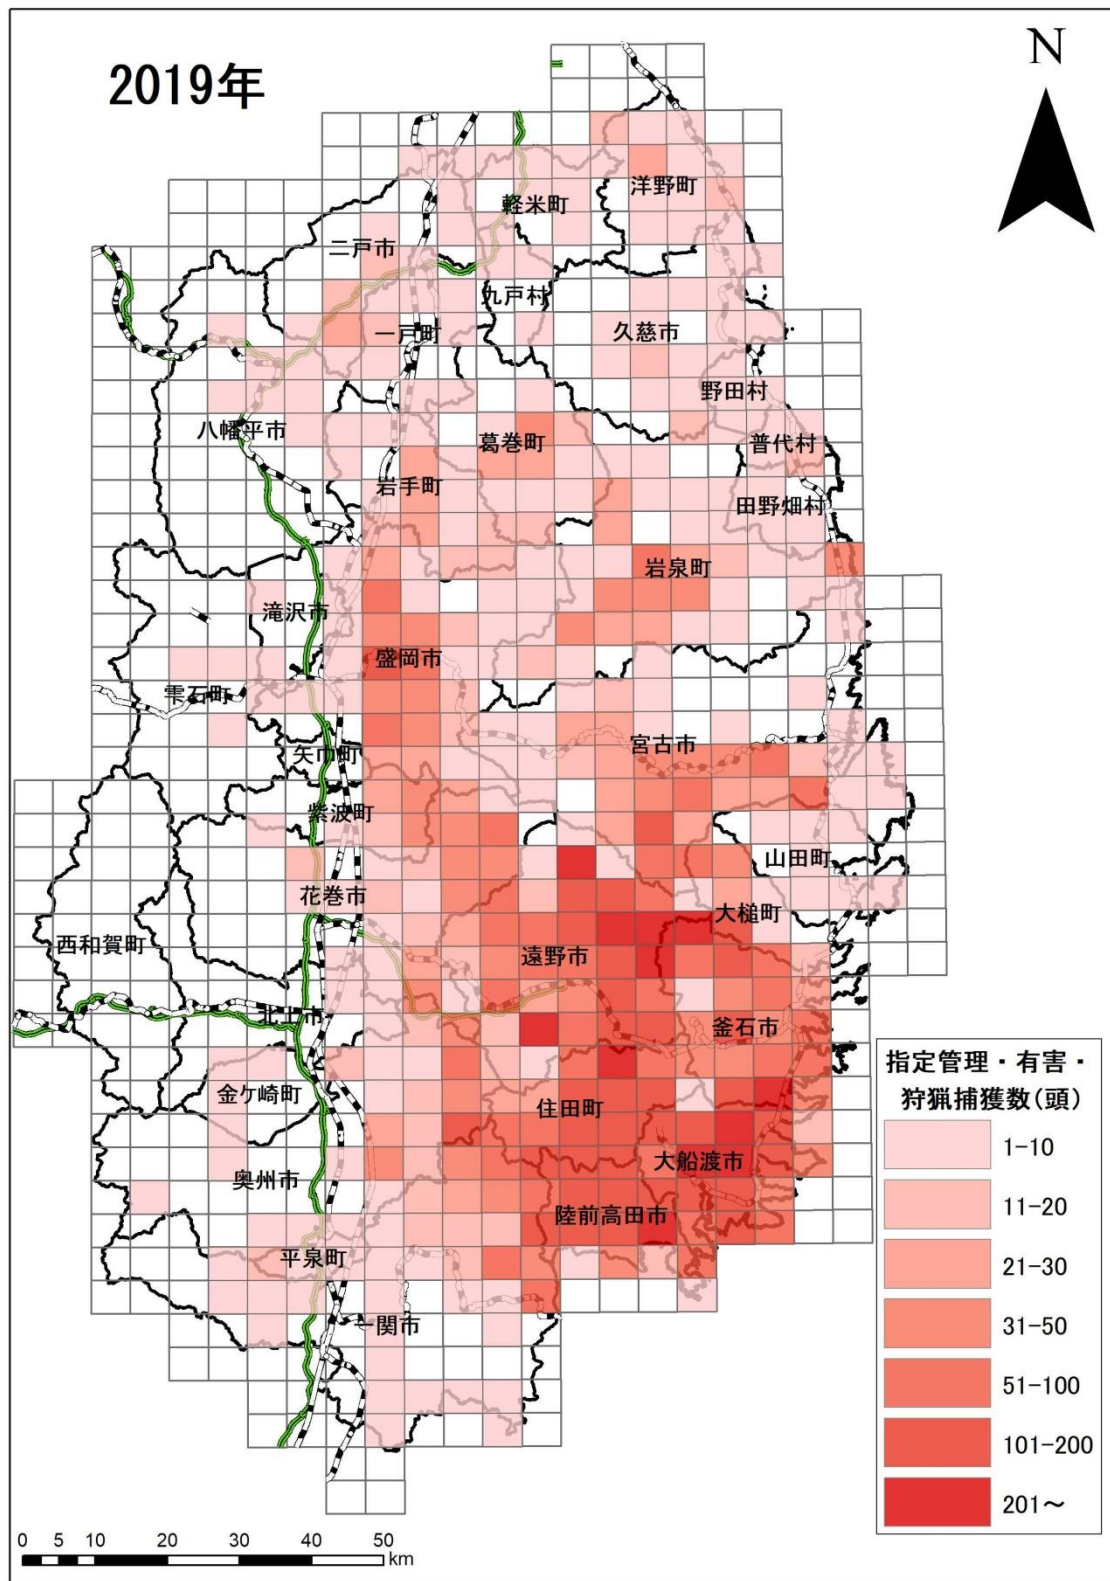 2019年
N
洋野町
軽米町
二戸市
九戸村
一戸町
久慈市
野田村
八幡平市
葛巻町
普代村
岩手町
田野畑村
岩泉町
滝沢市
盛岡市
雫石町
宮古市
矢巾町
紫波町
山田町
花巻市
大槌町
西和賀町
遠野市
北上市
釜石市
金ケ崎町
住田町
大船渡市
奥州市
陸前高田市
平泉町
一関市
指定管理・有害・
狩猟捕獲数(頭)
1-10
11-20
21-30
31-50
51-100
101-200
201～
0 5 10 20 30 40 50
km